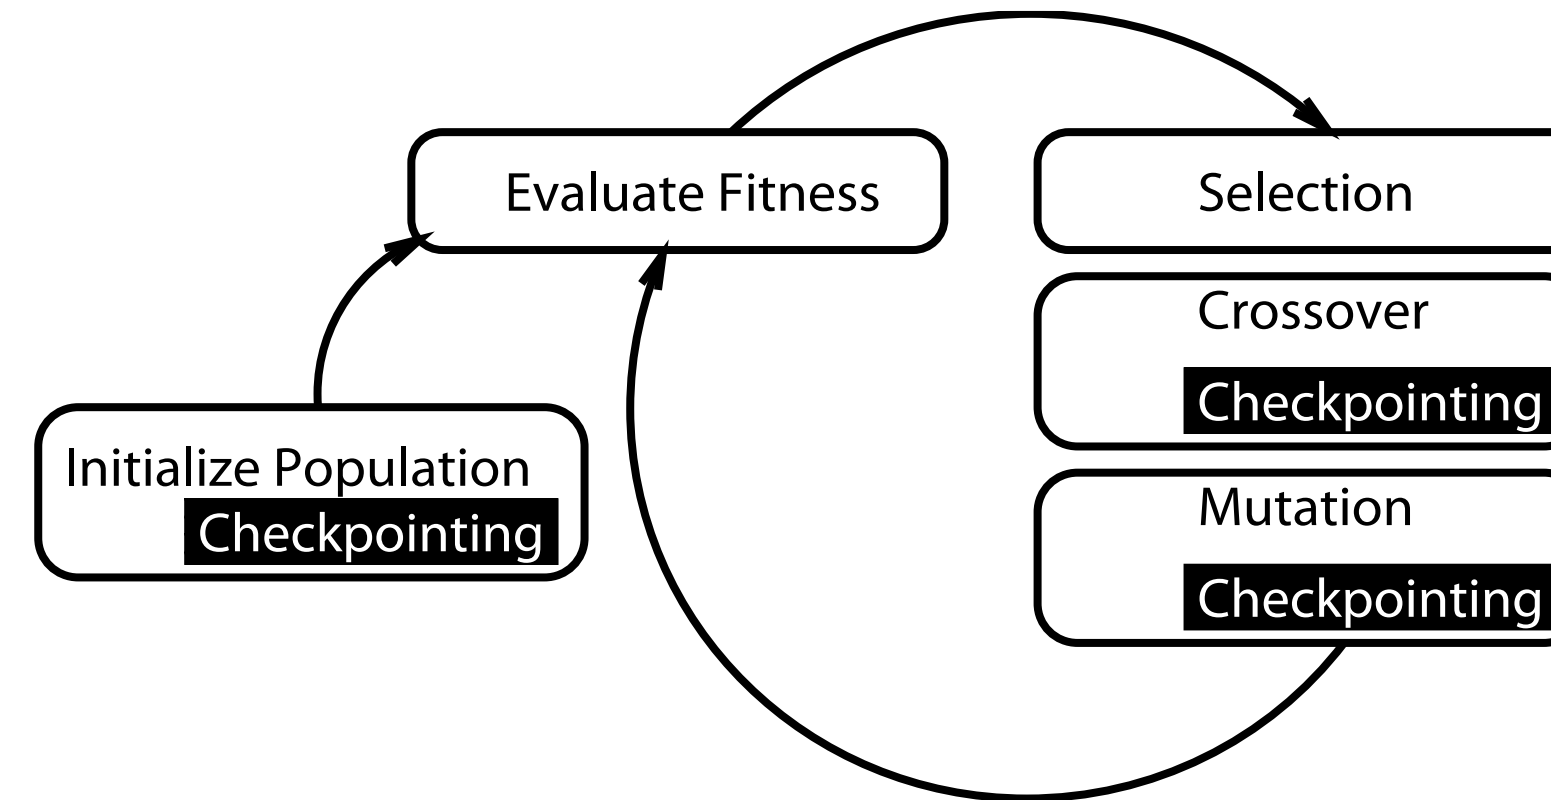 Evaluate Fitness
Selection
Crossover
Checkpointing
Initialize Population
Checkpointing
Mutation
Checkpointing